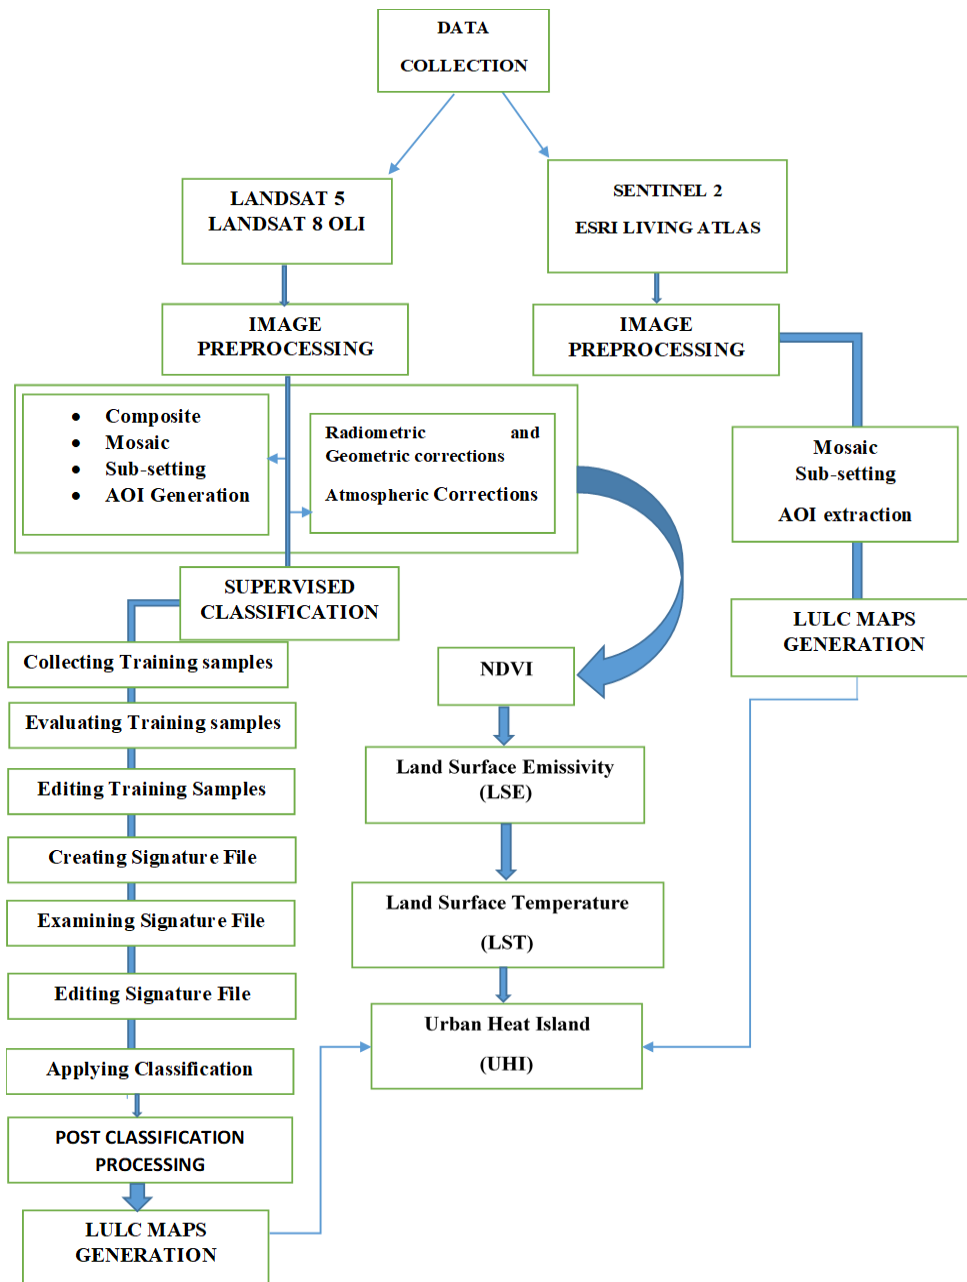 DATA
COLLECTION
LANDSAT 5
LANDSAT 8 OLI
SENTINEL 2
ESRI LIVING ATLAS
IMAGE
PREPROCESSING
IMAGE
PREPROCESSING
• Composite
• Mosaic
• Sub-setting
• AOI Generation
Radiometric and
Geometric corrections
Atmospheric Corrections
Mosaic
Sub-setting
AOI extraction
SUPERVISED
CLASSIFICATION
LULC MAPS
GENERATION
Collecting Training samples
Evaluating Training samples
Editing Training Samples
Creating Signature File
Examining Signature File
Editing Signature File
Applying Classification
POST CLASSIFICATION
PROCESSING
LULC MAPS
GENERATION
NDVI
Land Surface Emissivity
(LSE)
Land Surface Temperature
(LST)
Urban Heat Island
(UHI)